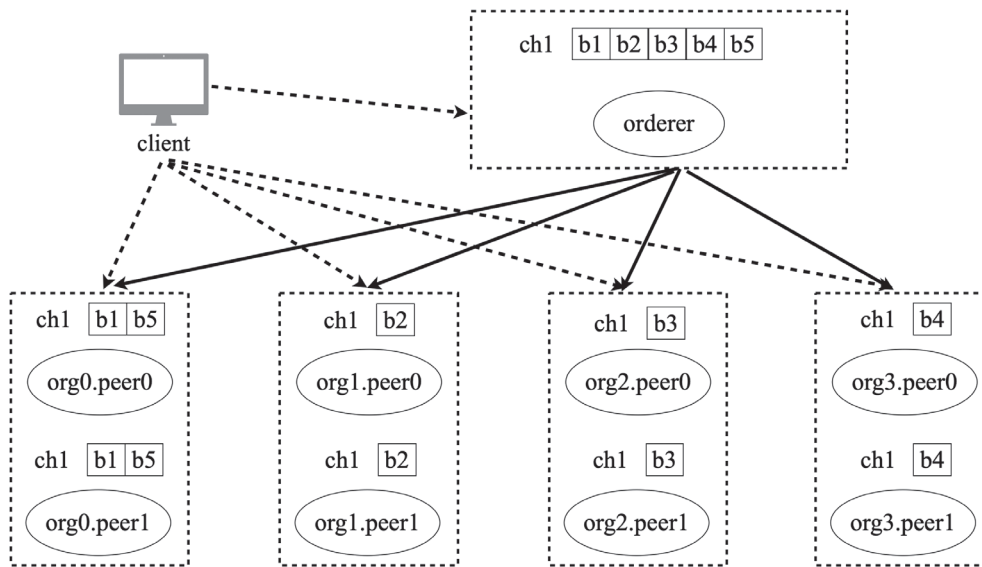 ch1 b1 b2 b3 b4 b5
orderer
client
ch1 b1 b5
org0.peer0
ch1 b1 b5
org0.peer1
ch1 b2
org1.peer0
ch1 b2
org1.peer1
ch1 b3
org2.peer0
ch1 b3
org2.peer1
ch1 b4
org3.peer0
ch1 b4
org3.peer1